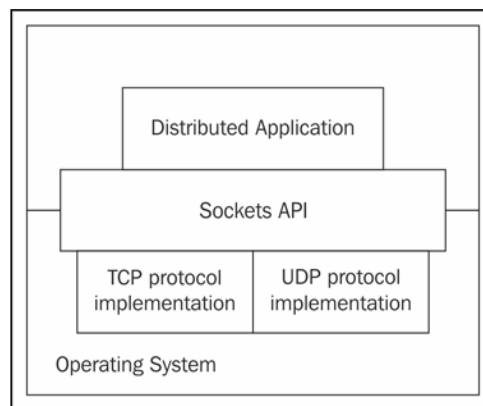 Distributed Application
Sockets API
TCP protocol
implementation
UDP protocol
implementation
Operating System